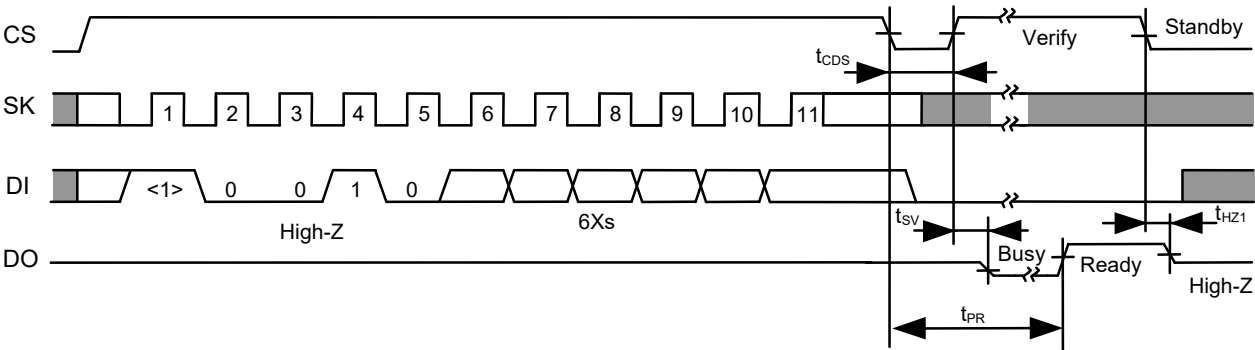 CS Verify Standby
tCDS
SK 1 2 3 4 5 6 7 8 9 10 11
DI <1> 0 0 1 0
High-Z 6Xs tSV tHZ1
DO Busy Ready High-Z
tPR